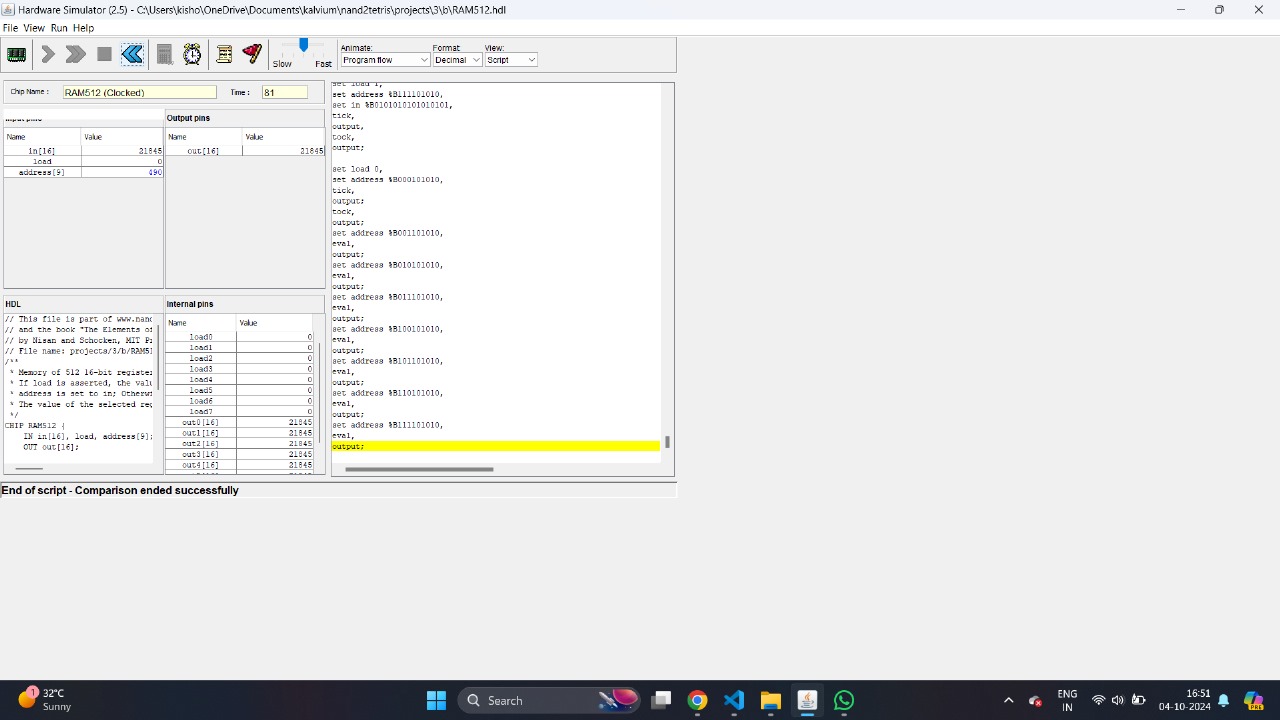 Hardware Simulator (2.5) - C:\Users\kisho\OneDrive\Documents\kalvium\nand2tetris\projects\3\b\RAM512.hdl
File View Run Help
Slow Fast
Animate: Format: View:
Program flow Decimal Script
Chip Name : RAM512 (Clocked) Time : 81
Input pins
Name Value
in[16] 21845
load 0
address[9] 490
Output pins
Name Value
out[16] 21845
HDL
// This file is part of www.nand
// and the book "The Elements of
// by Nisan and Schocken, MIT Pr
// File name: projects/3/b/RAM51
/**
* Memory of 512 16-bit register
* If load is asserted, the valu
* address is set to in; Otherwi
* The value of the selected reg
*/
CHIP RAM512 {
IN in[16], load, address[9];
OUT out[16];
Internal pins
Name Value
load0 0
load1 0
load2 0
load3 0
load4 0
load5 0
load6 0
load7 0
out0[16] 21845
out1[16] 21845
out2[16] 21845
out3[16] 21845
out4[16] 21845
set load 1,
set address %B111101010,
set in %B0101010101010101,
tick,
output,
tock,
output;
set load 0,
set address %B000101010,
tick,
output;
tock,
output;
set address %B001101010,
eval,
output;
set address %B010101010,
eval,
output;
set address %B011101010,
eval,
output;
set address %B100101010,
eval,
output;
set address %B101101010,
eval,
output;
set address %B110101010,
eval,
output;
set address %B111101010,
eval,
output;
End of script - Comparison ended successfully
1
32°C
Sunny
Search
ENG
IN
16:51
04-10-2024
PRE